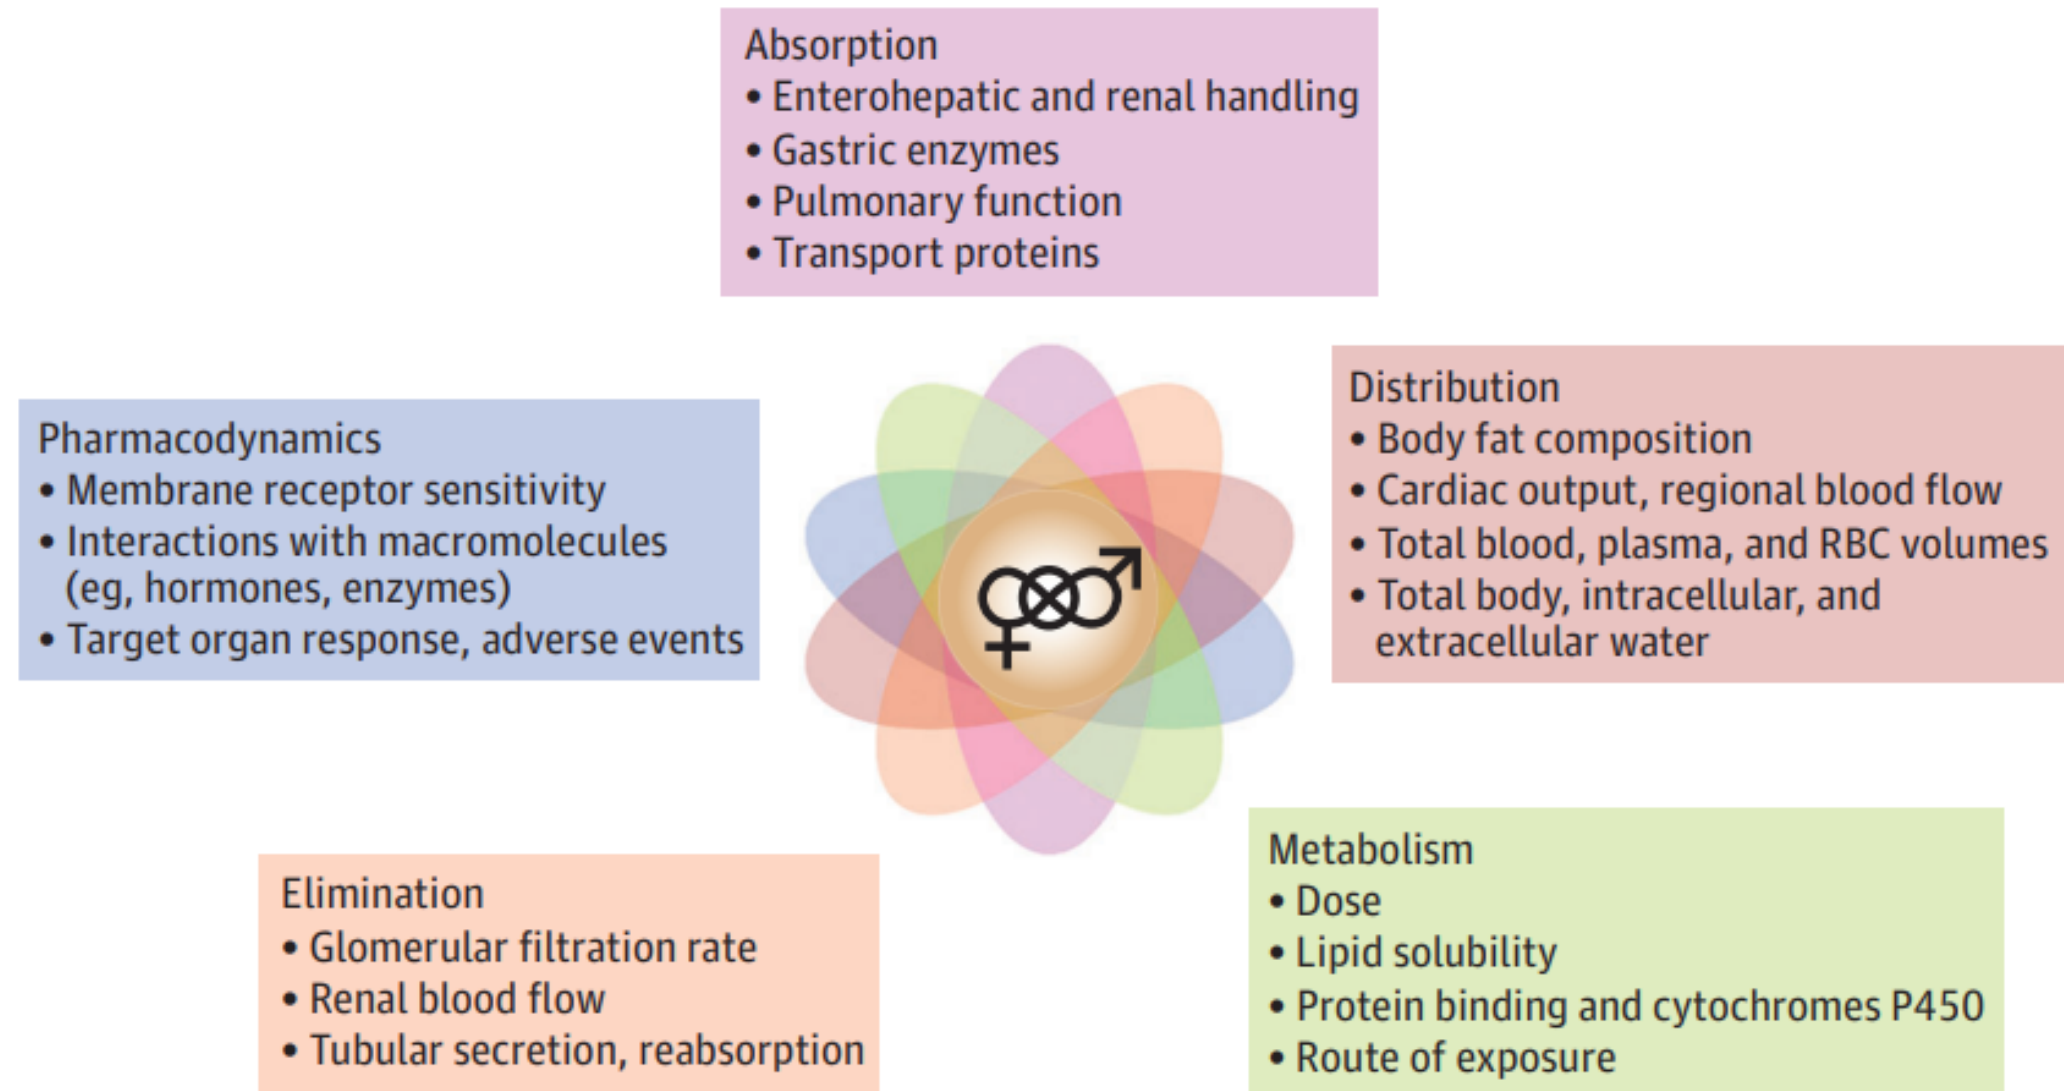 Absorption
• Enterohepatic and renal handling
• Gastric enzymes
• Pulmonary function
• Transport proteins
Distribution
• Body fat composition
• Cardiac output, regional blood flow
• Total blood, plasma, and RBC volumes
• Total body, intracellular, and
extracellular water
Pharmacodynamics
• Membrane receptor sensitivity
• Interactions with macromolecules
(eg, hormones, enzymes)
• Target organ response, adverse events
Metabolism
• Dose
• Lipid solubility
• Protein binding and cytochromes P450
• Route of exposure
Elimination
• Glomerular filtration rate
• Renal blood flow
• Tubular secretion, reabsorption